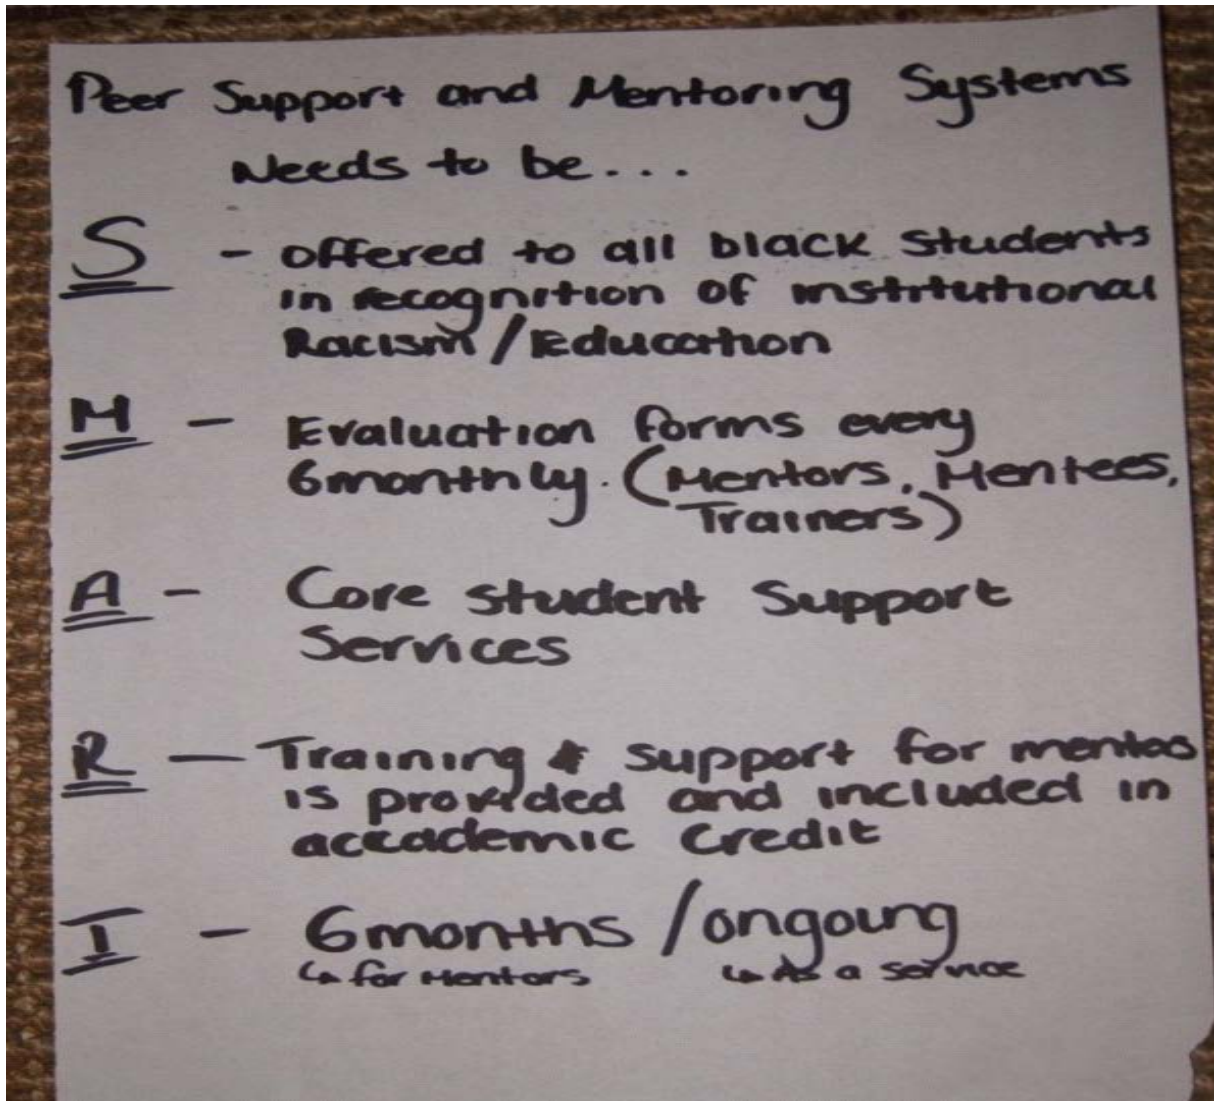 Peer Support and Mentoring Systems
Needs to be...
S - offered to all black students
in recognition of institutional
Racism / Education
M - Evaluation forms every
6monthly. (Mentors, Mentees,
Trainers)
A - Core student Support
Services
R - Training & support for mentos
is provided and included in
accademic credit
I - 6months / ongoing
↳ for Mentors ↳ As a service